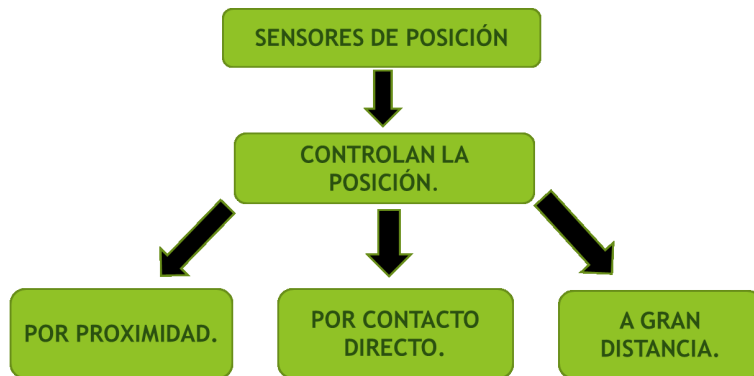 SENSORES DE POSICIÓN
CONTROLAN LA
POSICIÓN.
POR PROXIMIDAD.
POR CONTACTO
DIRECTO.
A GRAN
DISTANCIA.